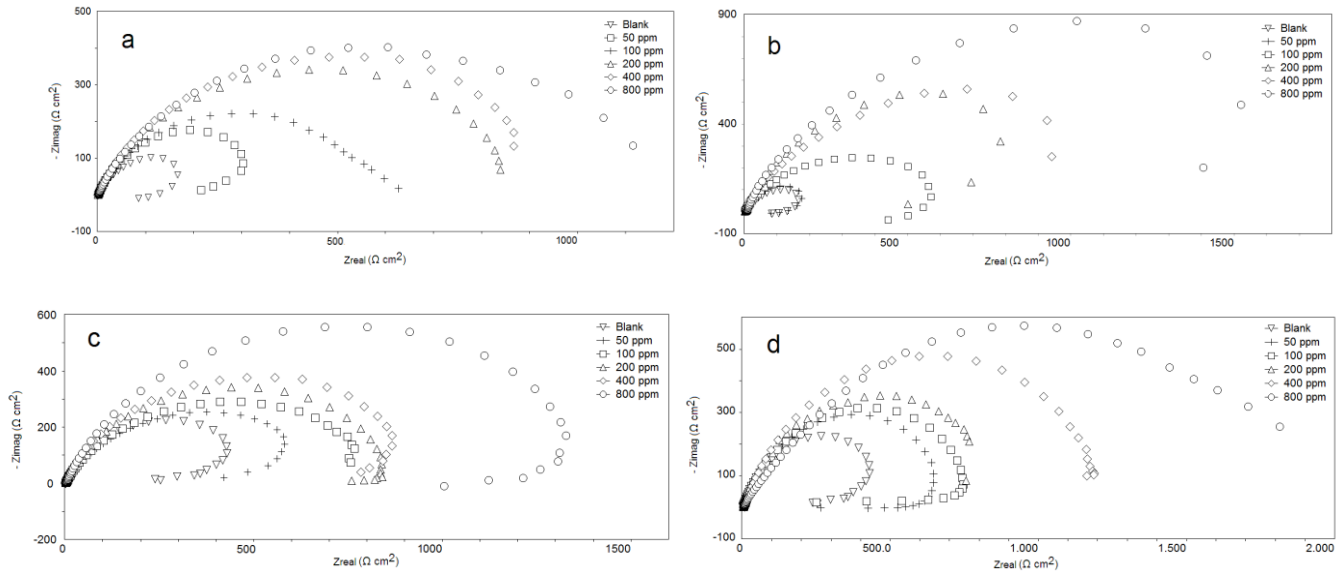 a
500
400
300
200
100
-100
- Zimag (Ω cm2)
0
500
1000
Zreal (Ω cm2)
Blank
50 ppm
100 ppm
200 ppm
400 ppm
800 ppm
b
900
400
-100
- Zimag (Ω cm2)
0
500
1000
1500
Zreal (Ω cm2)
Blank
50 ppm
100 ppm
200 ppm
400 ppm
800 ppm
c
600
400
200
0
-200
- Zimag (Ω cm2)
0
500
1000
1500
Zreal (Ω cm2)
Blank
50 ppm
100 ppm
200 ppm
400 ppm
800 ppm
d
500
300
100
-100
- Zimag (Ω cm2)
0
500.0
1.000
1.500
2.000
Zreal (Ω cm2)
Blank
50 ppm
100 ppm
200 ppm
400 ppm
800 ppm